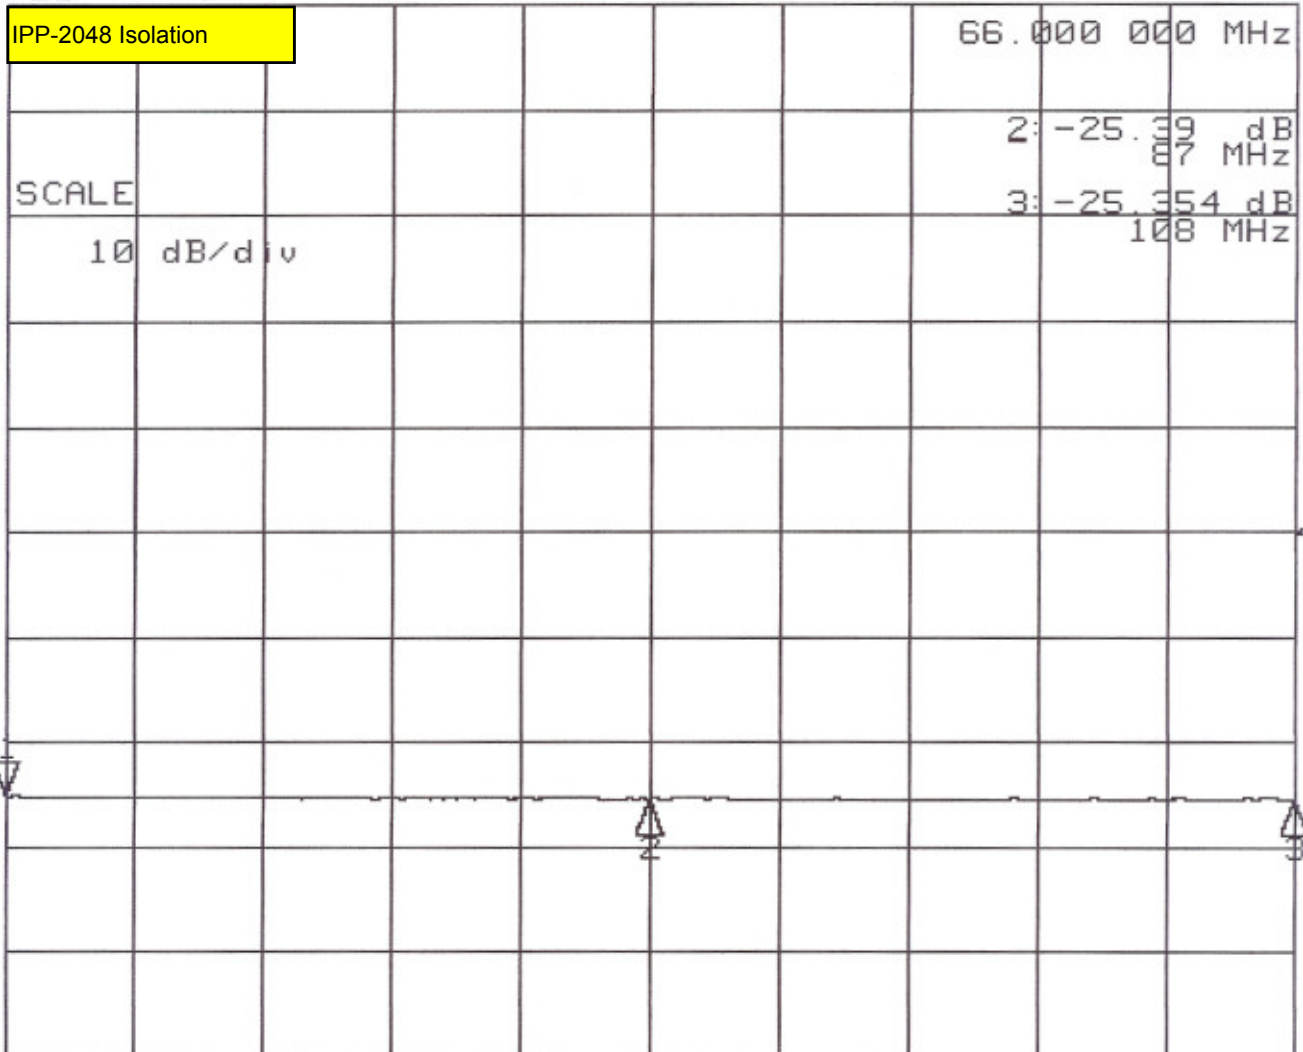 IPP-2048 Isolation
66.000 000 MHz
2:-25.39 dB
87 MHz
SCALE
3:-25.354 dB
108 MHz
10 dB/div
1
2
3